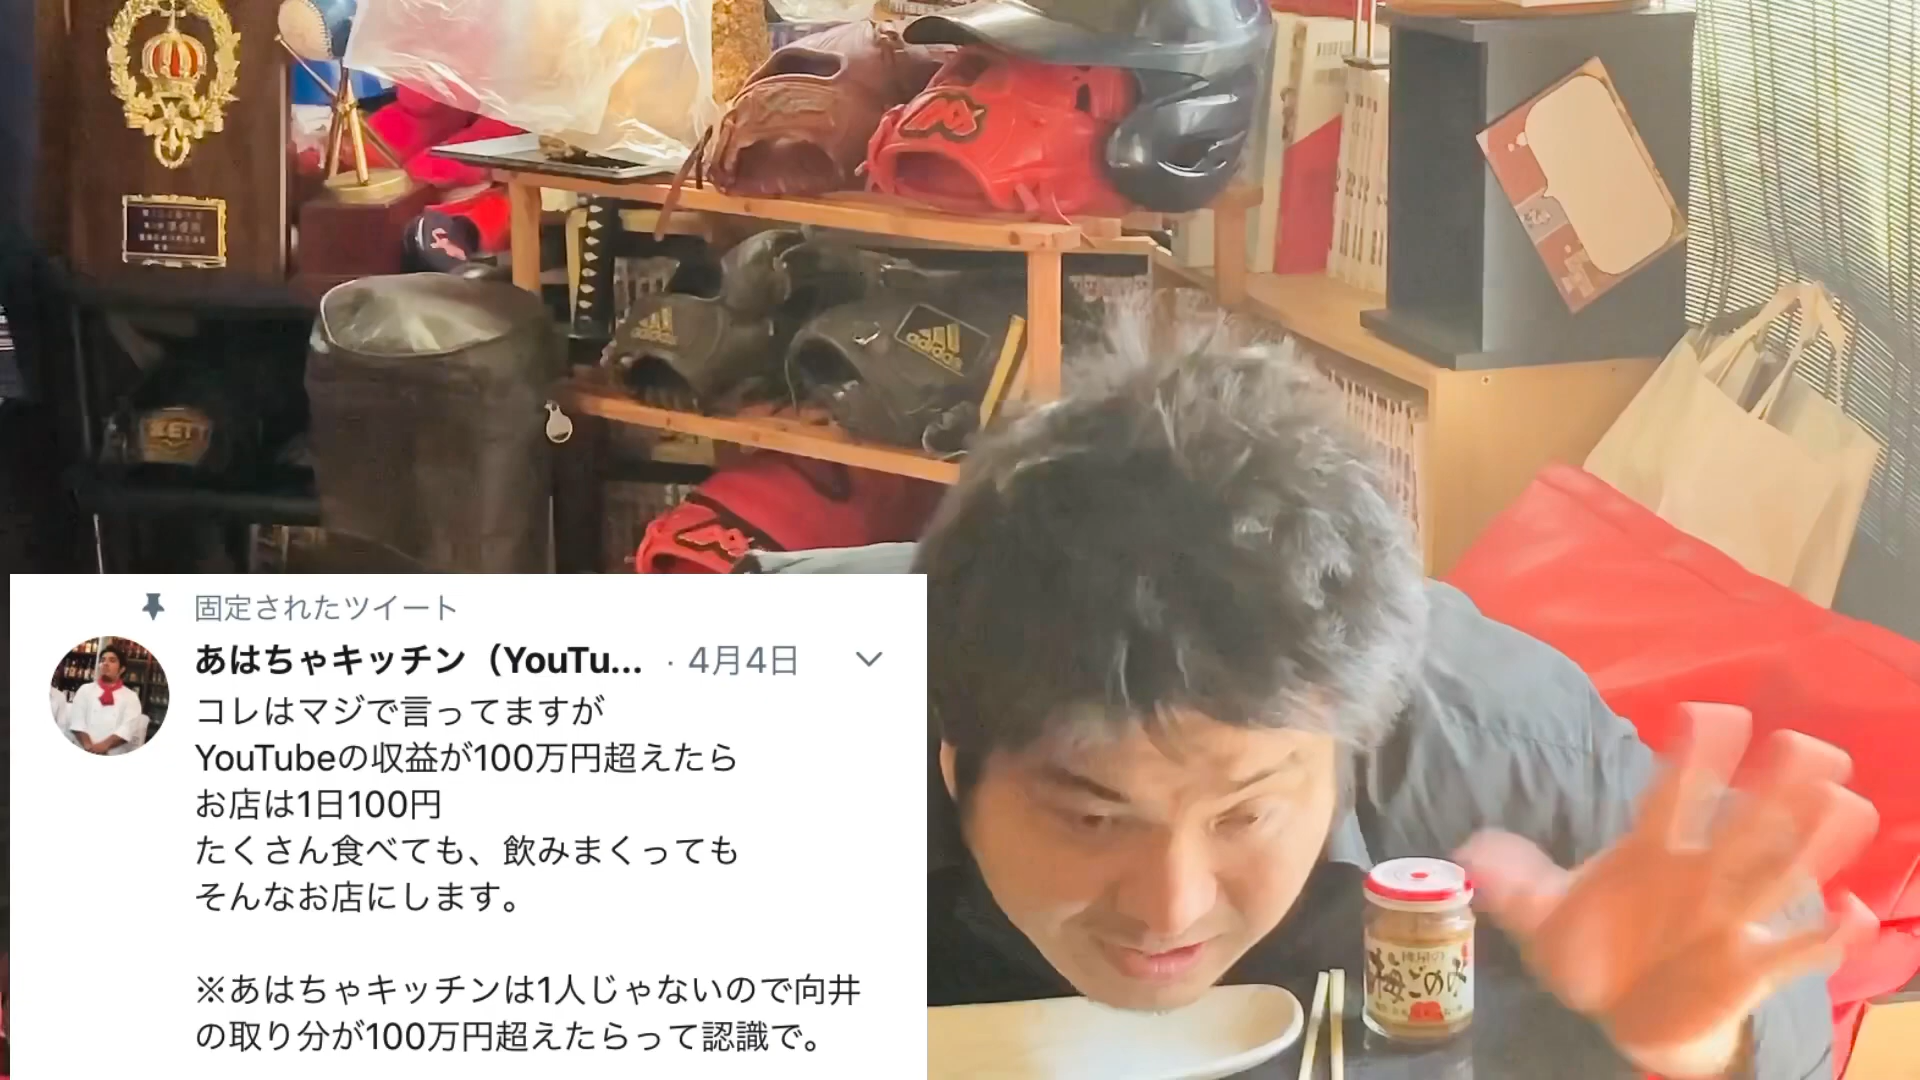 adidas
adidas
ZETT
固定されたツイート
あはちゃキッチン（YouTu... · 4月4日
コレはマジで言ってますが
YouTubeの収益が100万円超えたら
お店は1日100円
たくさん食べても、飲みまくっても
そんなお店にします。
※あはちゃキッチンは1人じゃないので向井
の取り分が100万円超えたらって認識で。
梅ごのみ